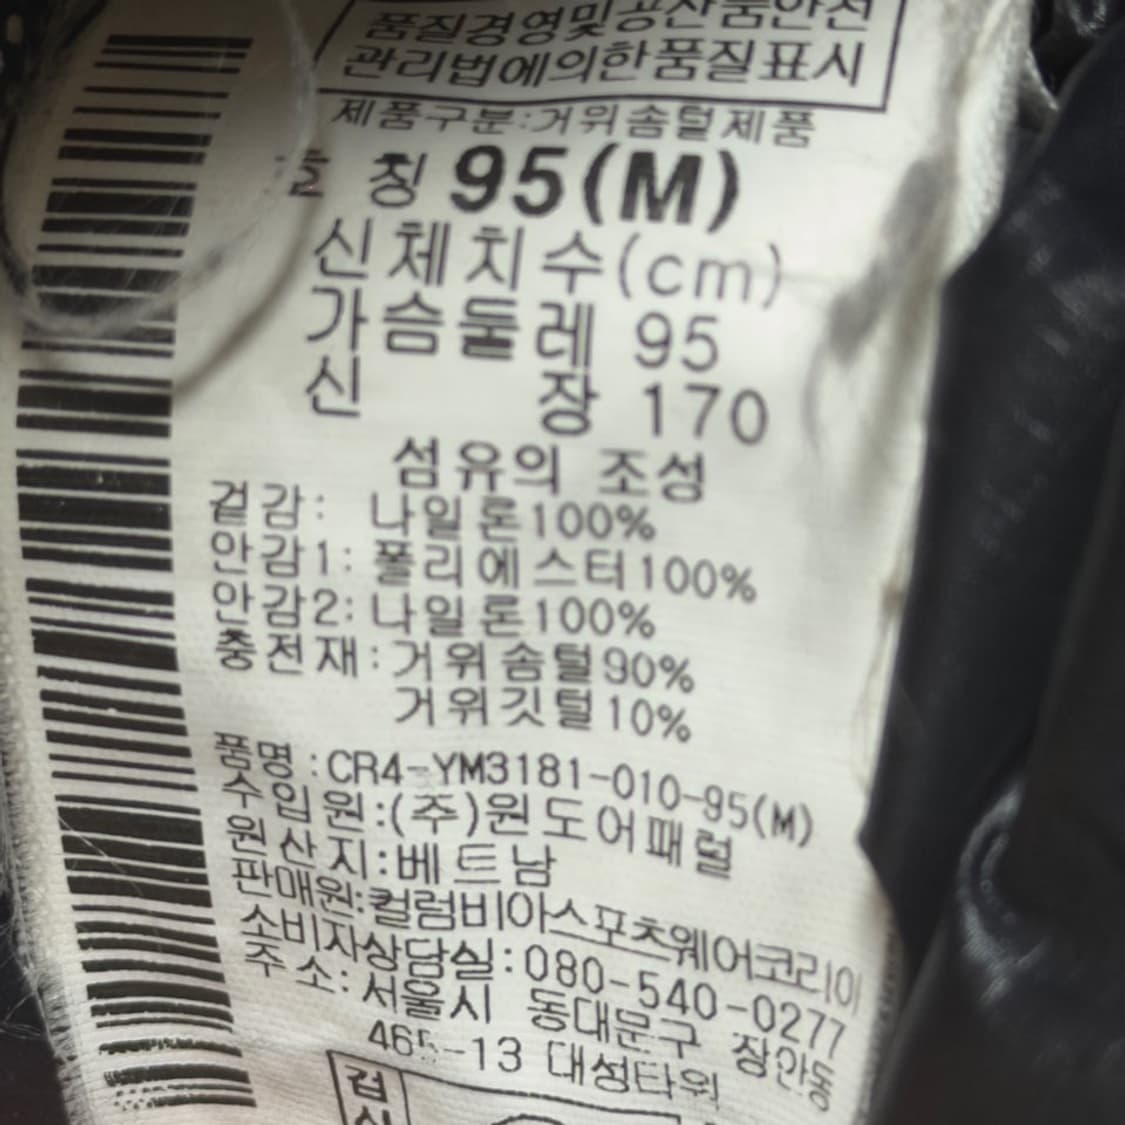 품질경영및공산품안전
관리법에의한품질표시
제품구분:거위솜털제품
호 칭 95(M)
신체치수(cm)
가슴둘레 95
신 장 170
섬유의 조성
겉감: 나일론100%
안감1: 폴리에스터100%
안감2: 나일론100%
충전재:거위솜털90%
거위깃털10%
품명:CR4-YM3181-010-95(M)
수입원:(주)윈도어패럴
원산지:베트남
판매원:컬럼비아스포츠웨어코리아
소비자상담실:080-540-0277
주소:서울시 동대문구 장안동
465-13 대성타워
검